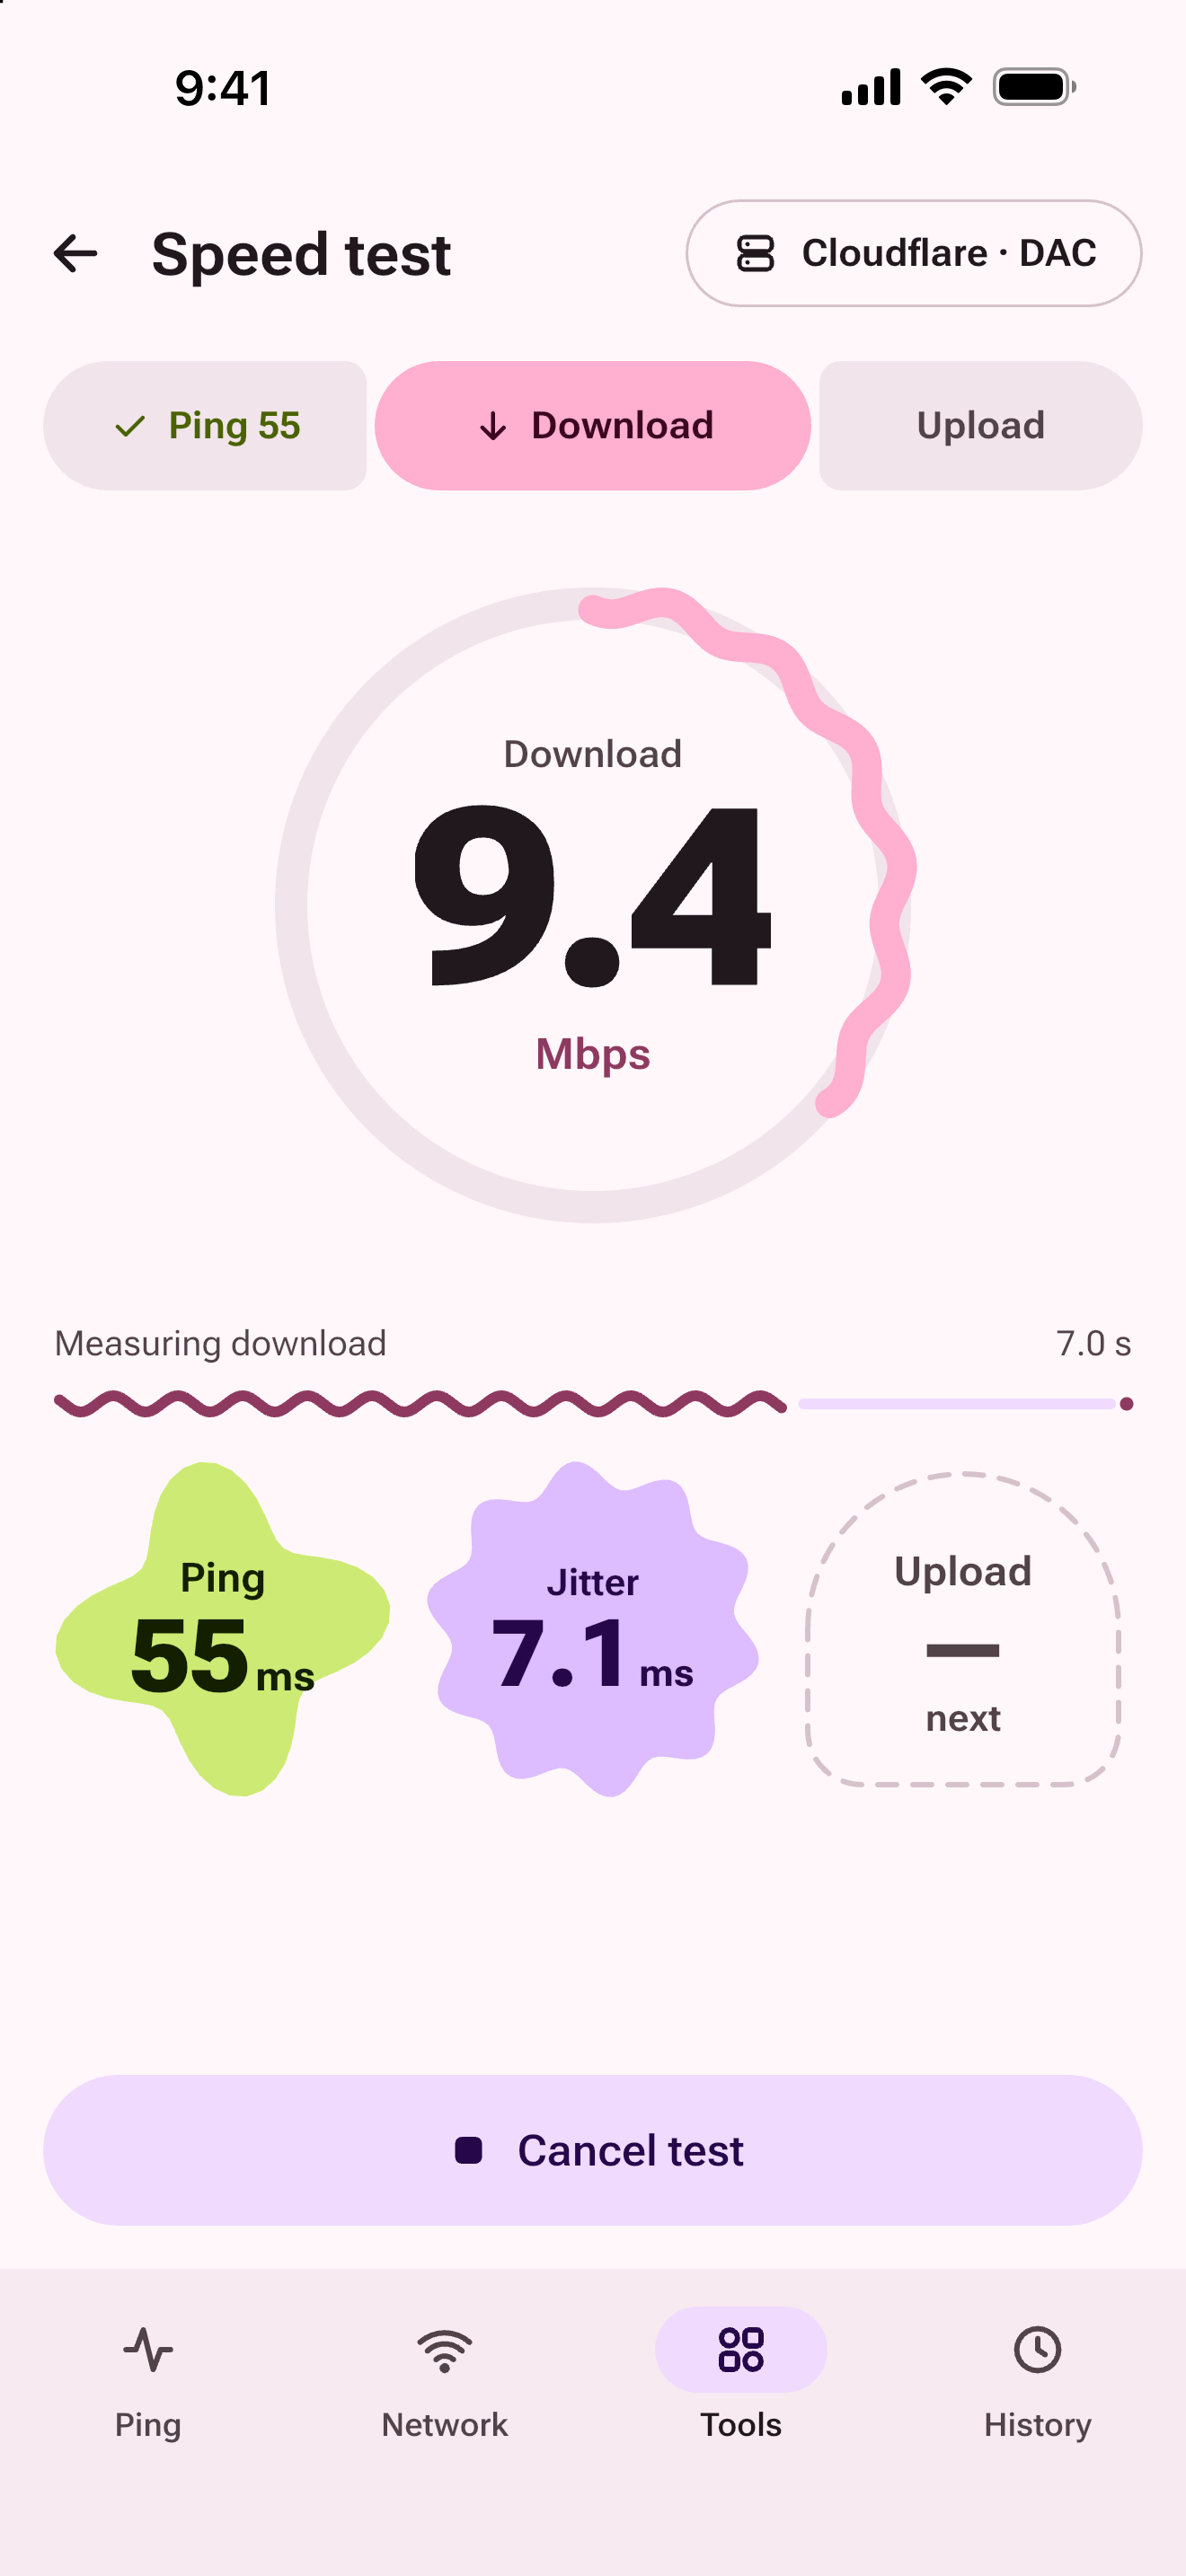 9:41
Speed test
Cloudflare · DAC
Ping 55
Download
Upload
Download
9.4
Mbps
Measuring download
7.0 s
Ping
55 ms
Jitter
7.1 ms
Upload
—
next
Cancel test
Ping
Network
Tools
History